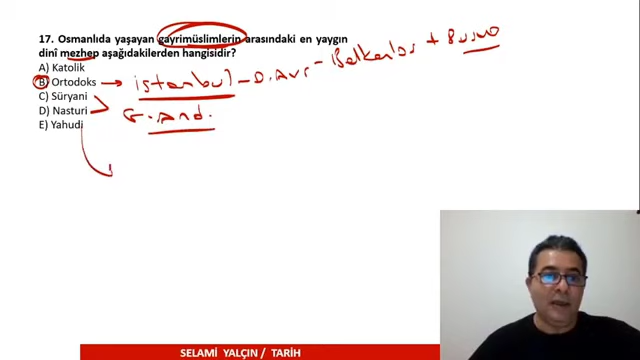 17. Osmanlıda yaşayan gayrimüslimlerin arasındaki en yaygın
dinî mezhep aşağıdakilerden hangisidir?
A) Katolik
B) Ortodoks → istanbul - D.Avr - Balkanlar +
C) Süryani
D) Nasturi G. And.
E) Yahudi
SELAMİ YALÇIN / TARİH